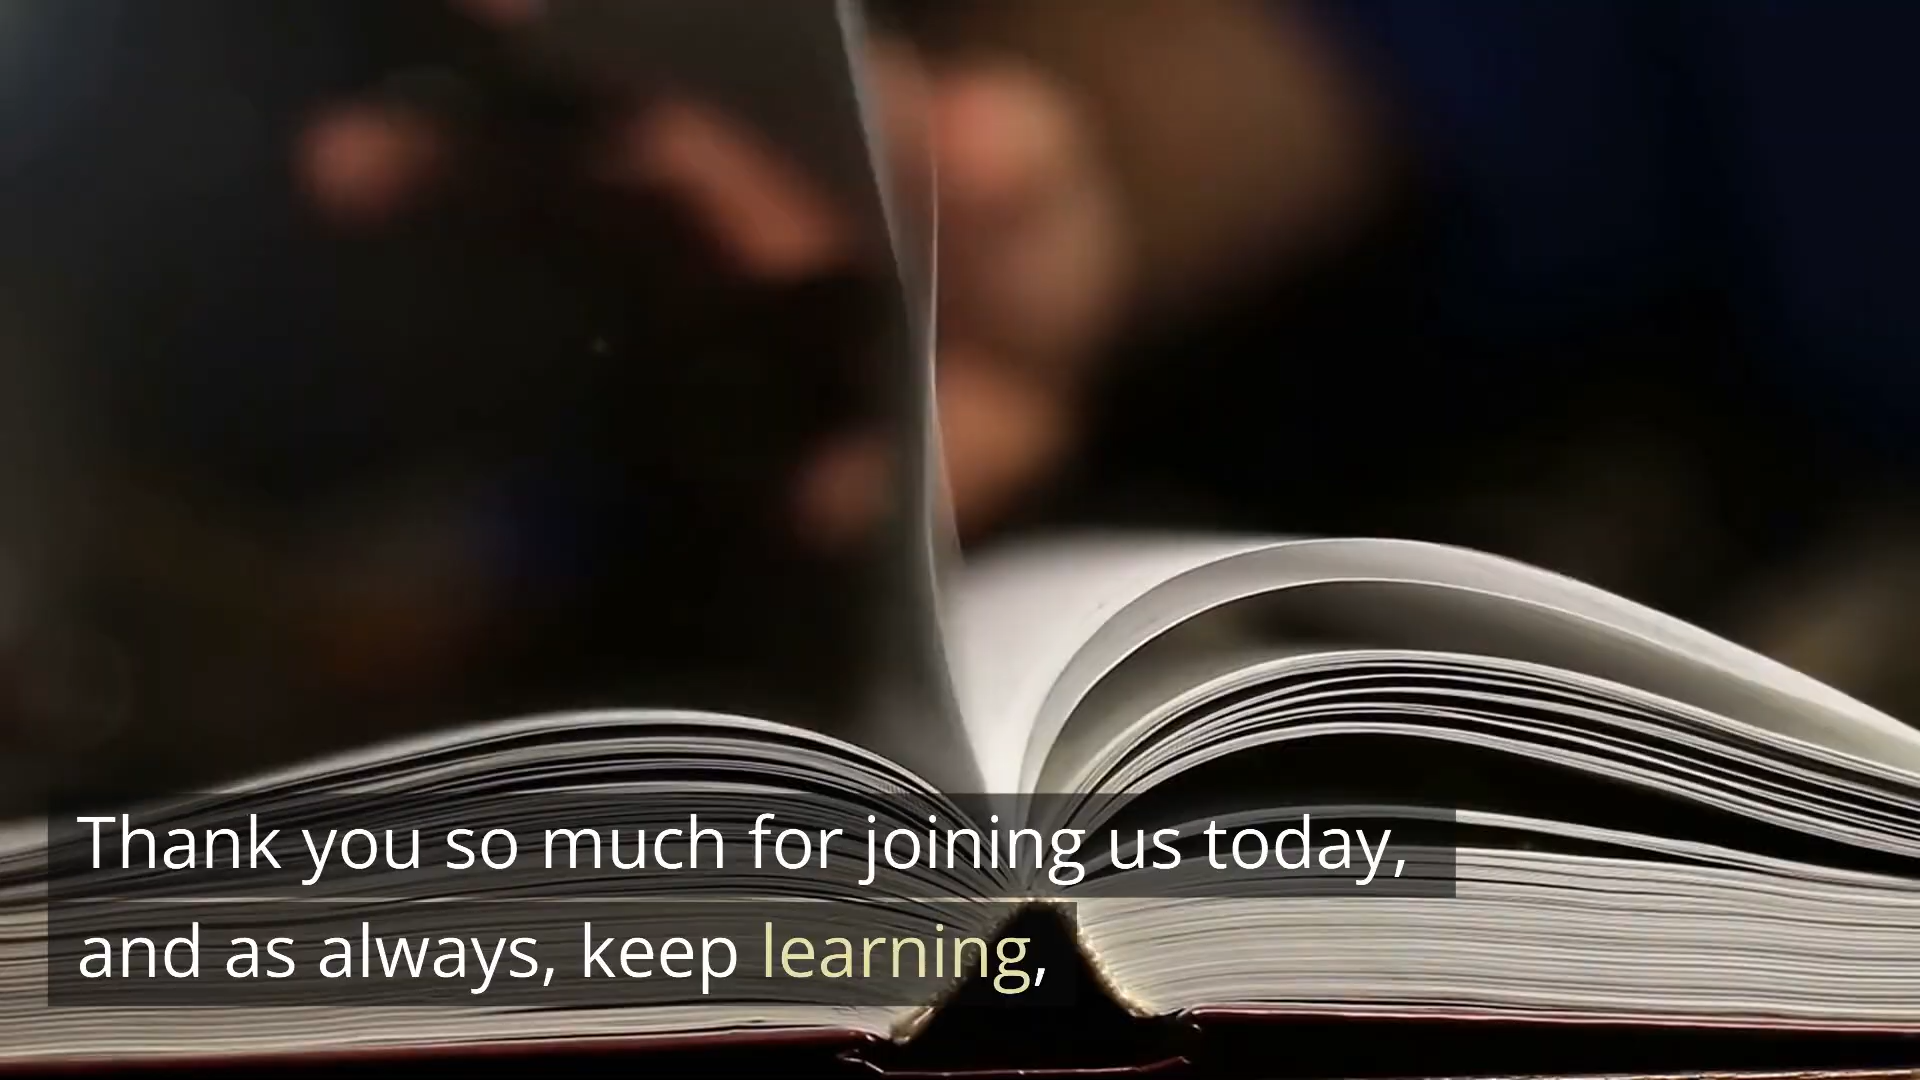 Thank you so much for joining us today,
and as always, keep learning,